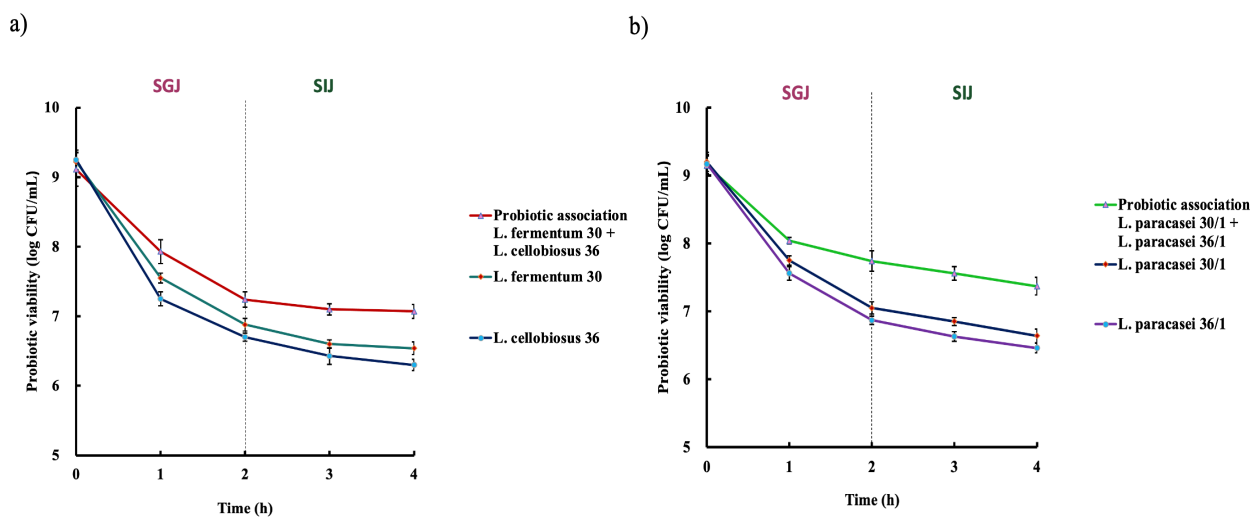 a)
SGJ
SIJ
Probiotic viability (log CFU/mL)
10
9
8
7
6
5
0
1
2
3
4
Time (h)
Probiotic association
L. fermentum 30 +
L. cellobiosus 36
L. fermentum 30
L. cellobiosus 36
b)
SGJ
SIJ
Probiotic viability (log CFU/mL)
10
9
8
7
6
5
0
1
2
3
4
Time (h)
Probiotic association
L. paracasei 30/1 +
L. paracasei 36/1
L. paracasei 30/1
L. paracasei 36/1